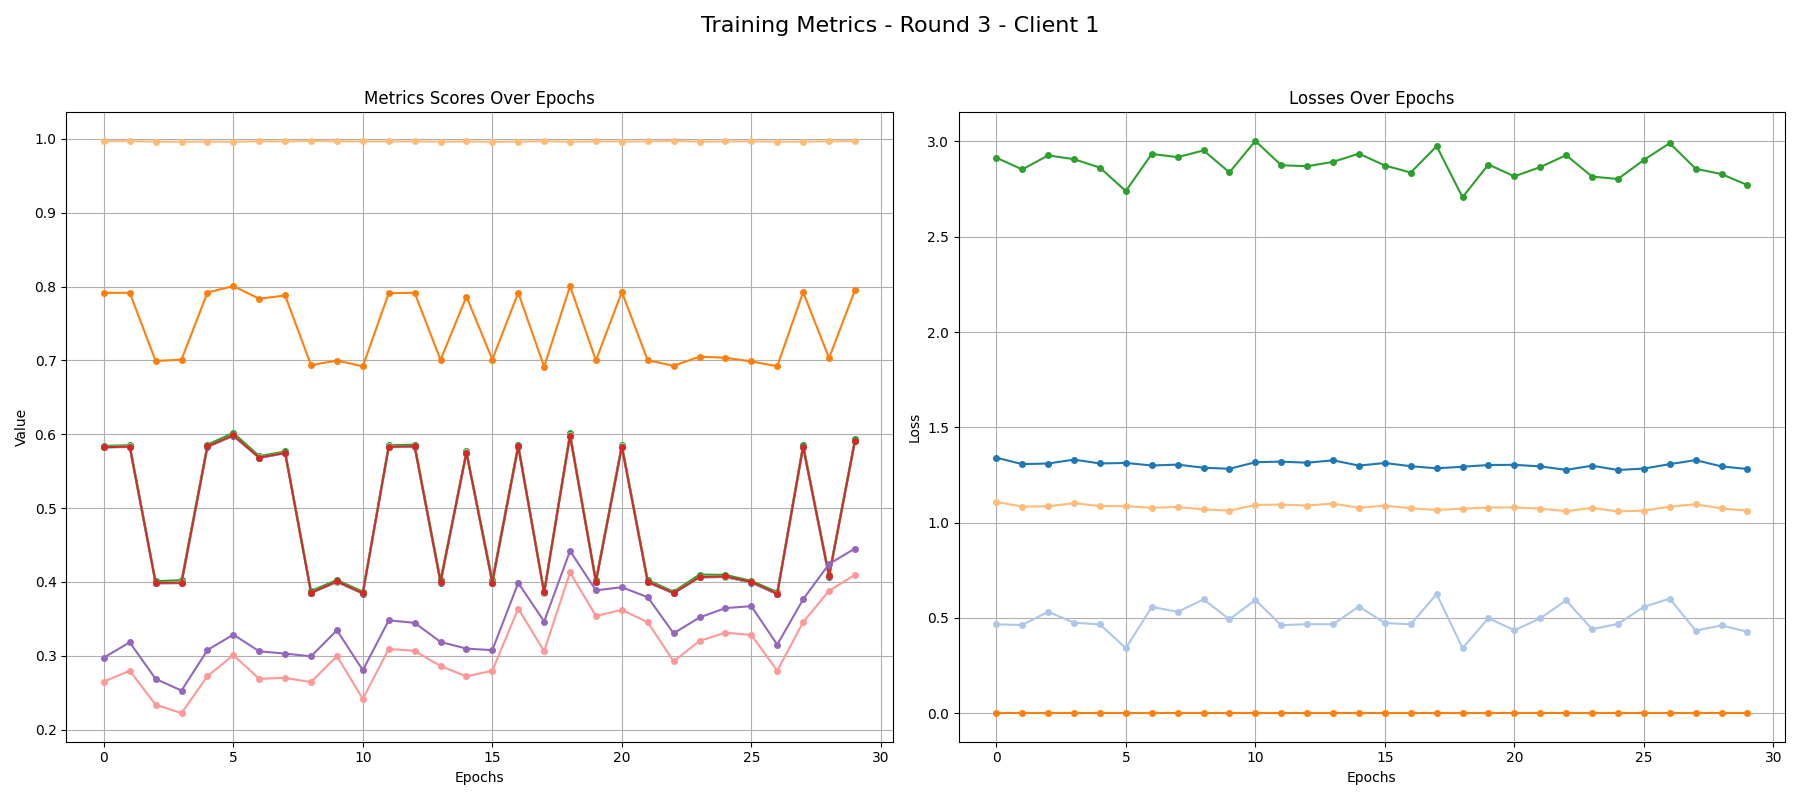 Training Metrics - Round 3 - Client 1
Metrics Scores Over Epochs
Value
1.0
0.9
0.8
0.7
0.6
0.5
0.4
0.3
0.2
0 5 10 15 20 25 30
Epochs
Losses Over Epochs
Loss
3.0
2.5
2.0
1.5
1.0
0.5
0.0
0 5 10 15 20 25 30
Epochs